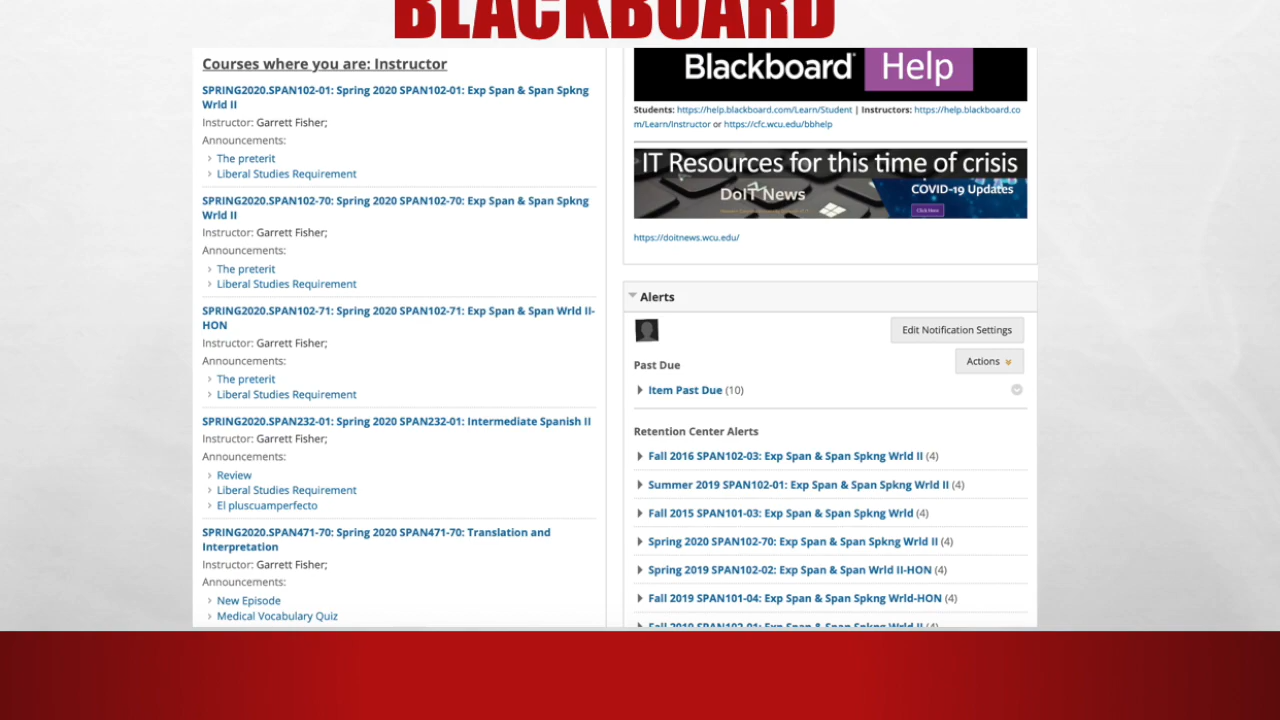 BLACKBOARD
Courses where you are: Instructor
SPRING2020.SPAN102-01: Spring 2020 SPAN102-01: Exp Span & Span Spkng
Wrld II
Instructor: Garrett Fisher;
Announcements:
The preterit
Liberal Studies Requirement
SPRING2020.SPAN102-70: Spring 2020 SPAN102-70: Exp Span & Span Spkng
Wrld II
Instructor: Garrett Fisher;
Announcements:
The preterit
Liberal Studies Requirement
SPRING2020.SPAN102-71: Spring 2020 SPAN102-71: Exp Span & Span Wrld II-
HON
Instructor: Garrett Fisher;
Announcements:
The preterit
Liberal Studies Requirement
SPRING2020.SPAN232-01: Spring 2020 SPAN232-01: Intermediate Spanish II
Instructor: Garrett Fisher;
Announcements:
Review
Liberal Studies Requirement
El pluscuamperfecto
SPRING2020.SPAN471-70: Spring 2020 SPAN471-70: Translation and
Interpretation
Instructor: Garrett Fisher;
Announcements:
New Episode
Medical Vocabulary Quiz
Blackboard Help
Students: https://help.blackboard.com/Learn/Student | Instructors: https://help.blackboard.co
m/Learn/Instructor or https://cfc.wcu.edu/bbhelp
IT Resources for this time of crisis
DoIT News
COVID-19 Updates
Click Here
https://doitnews.wcu.edu/
Alerts
Edit Notification Settings
Actions
Past Due
Item Past Due (10)
Retention Center Alerts
Fall 2016 SPAN102-03: Exp Span & Span Spkng Wrld II (4)
Summer 2019 SPAN102-01: Exp Span & Span Spkng Wrld II (4)
Fall 2015 SPAN101-03: Exp Span & Span Spkng Wrld (4)
Spring 2020 SPAN102-70: Exp Span & Span Spkng Wrld II (4)
Spring 2019 SPAN102-02: Exp Span & Span Wrld II-HON (4)
Fall 2019 SPAN101-04: Exp Span & Span Spkng Wrld-HON (4)
Fall 2019 SPAN102-01: Exp Span & Span Spkng Wrld II (4)